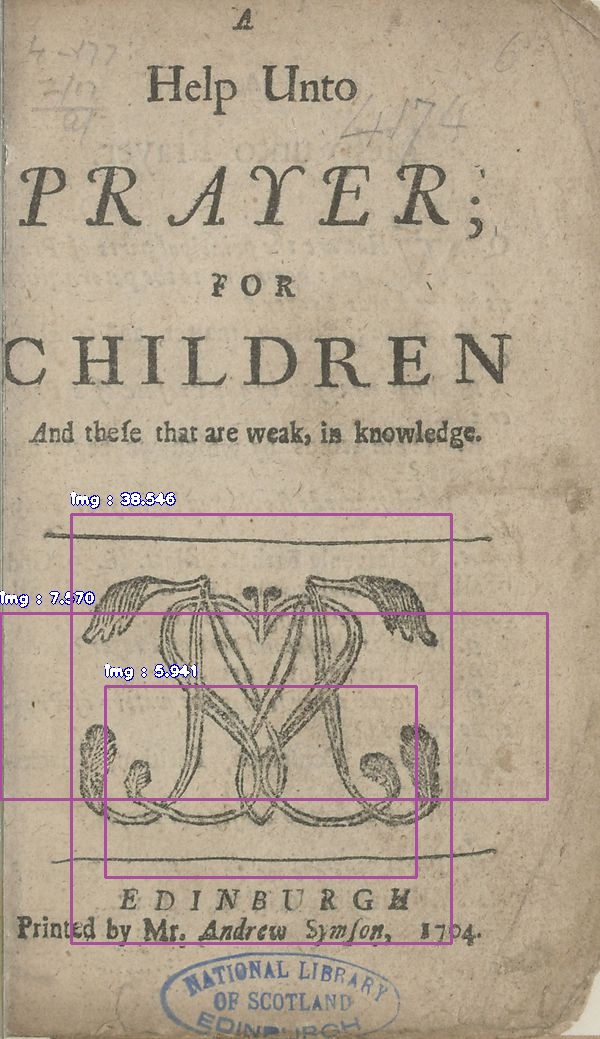 A
Help Unto
4174
PRAYER;
FOR
CHILDREN
And theſe that are weak, in knowledge.
img : 38.546
img : 7.570
img : 5.941
EDINBURGH
Printed by Mr. Andrew Symſon, 1704.
NATIONAL LIBRARY
OF SCOTLAND
EDINBURGH